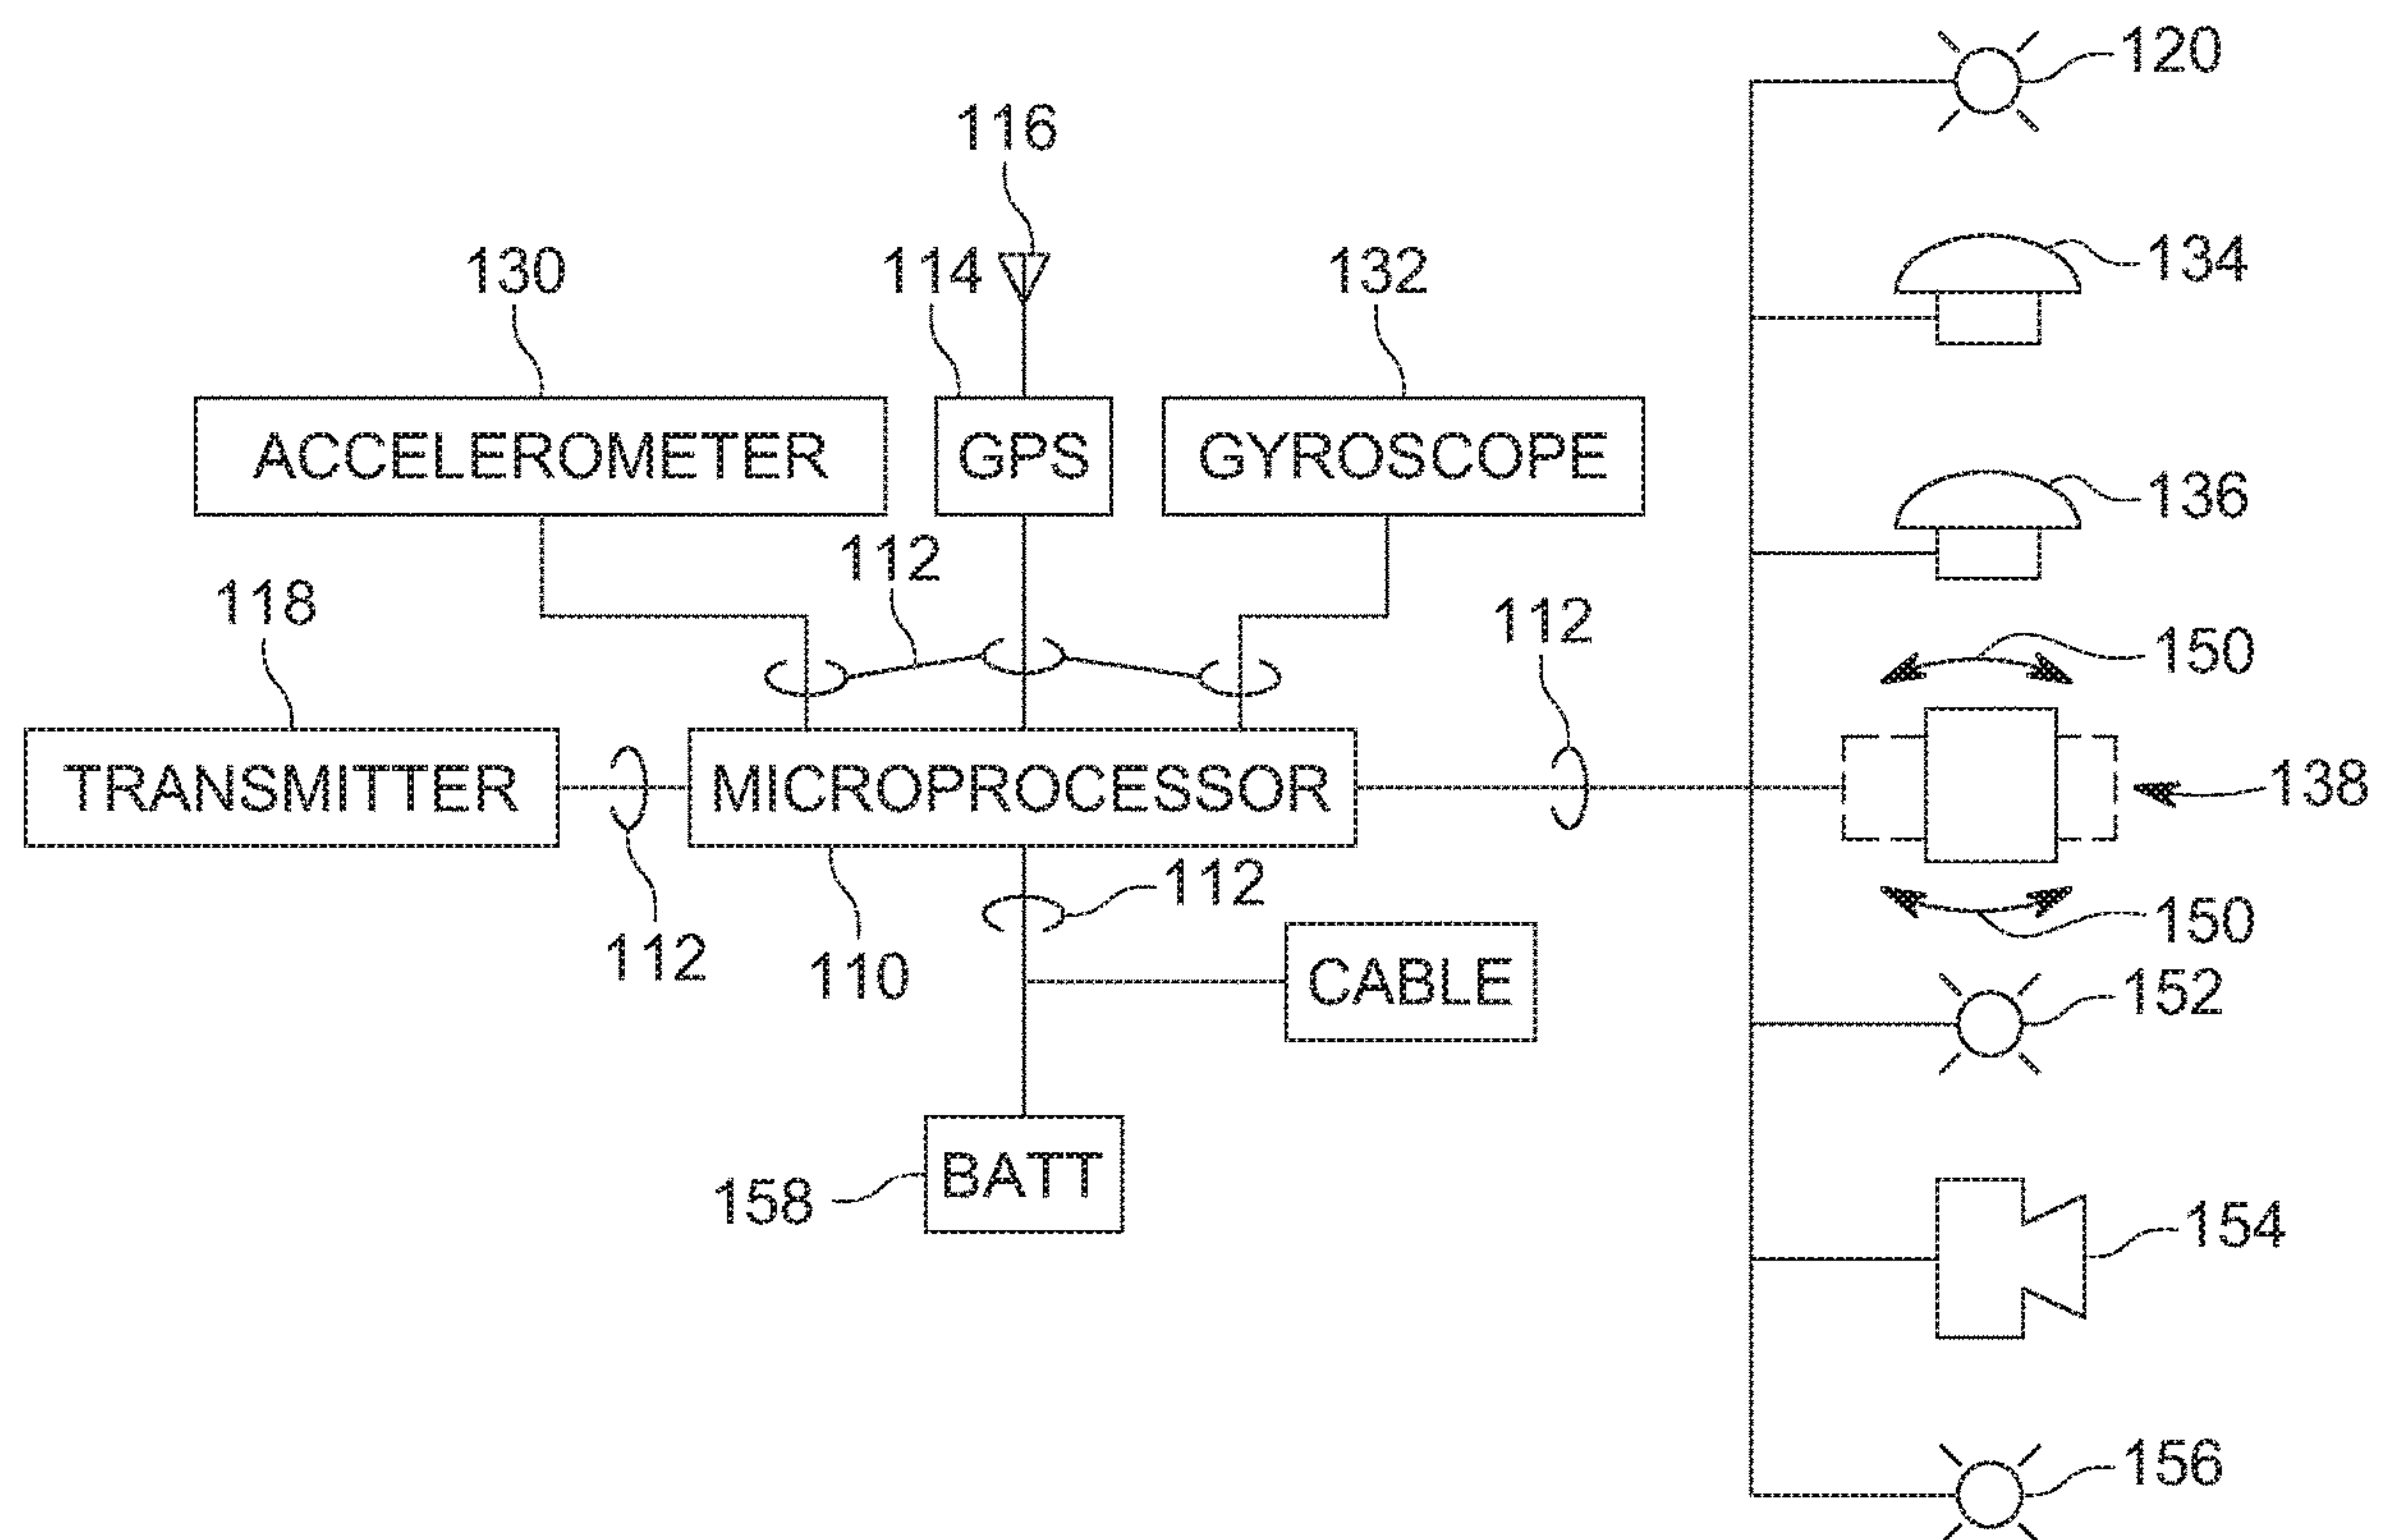 120
116
134
130
114
132
ACCELEROMETER
GPS
GYROSCOPE
136
112
118
112
150
TRANSMITTER
MICROPROCESSOR
138
112
112
110
150
CABLE
152
BATT
158
154
156